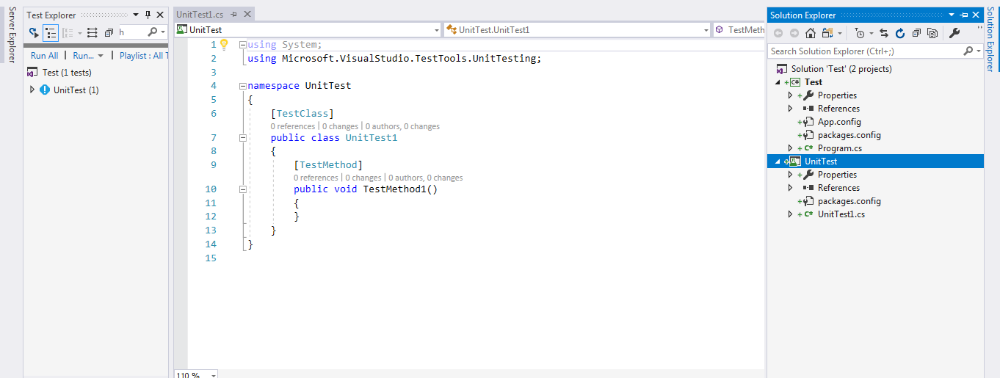 Server Explorer
Test Explorer
h
Run All | Run... | Playlist : All T
Test (1 tests)
UnitTest (1)
UnitTest1.cs
UnitTest
UnitTest.UnitTest1
TestMeth
1 using System;
2 using Microsoft.VisualStudio.TestTools.UnitTesting;
3
4 namespace UnitTest
5 {
6 [TestClass]
0 references | 0 changes | 0 authors, 0 changes
7 public class UnitTest1
8 {
9 [TestMethod]
0 references | 0 changes | 0 authors, 0 changes
10 public void TestMethod1()
11 {
12 }
13 }
14 }
15
110 %
Solution Explorer
Search Solution Explorer (Ctrl+;)
Solution 'Test' (2 projects)
C# Test
Properties
References
App.config
packages.config
C# Program.cs
UnitTest
Properties
References
packages.config
C# UnitTest1.cs
Solution Explorer